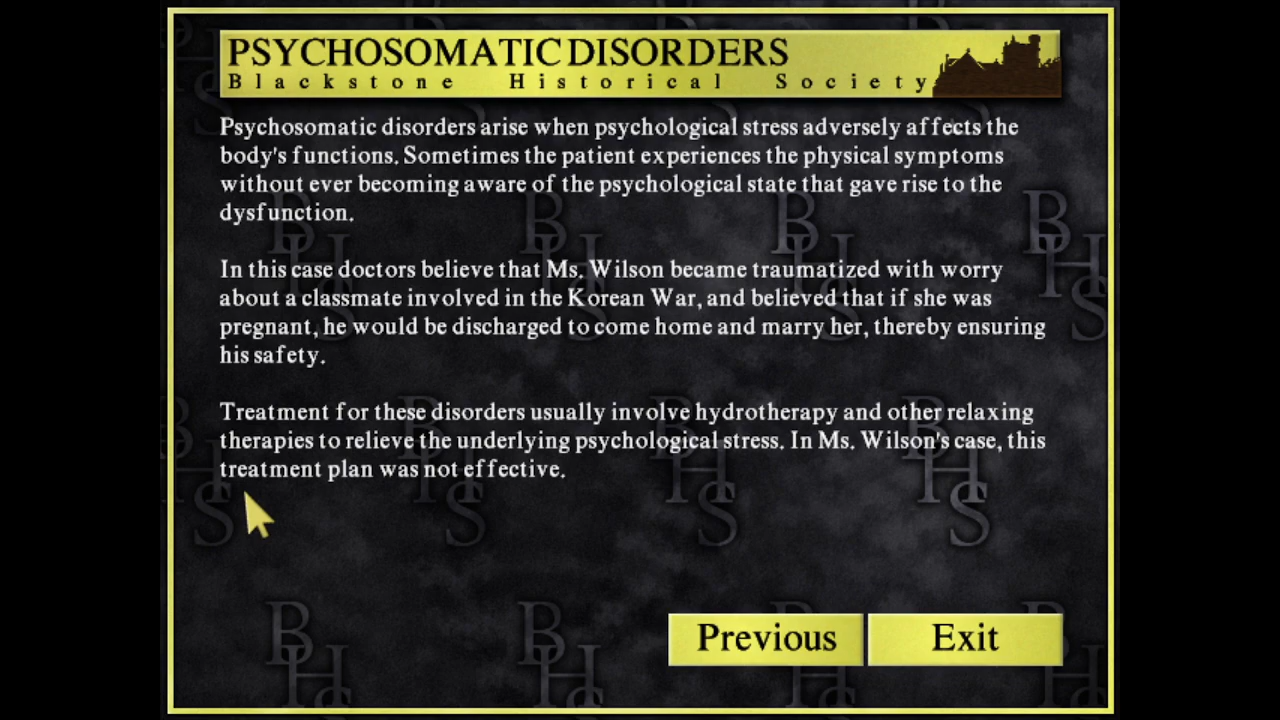 PSYCHOSOMATIC DISORDERS
Blackstone Historical Society
Psychosomatic disorders arise when psychological stress adversely affects the
body's functions. Sometimes the patient experiences the physical symptoms
without ever becoming aware of the psychological state that gave rise to the
dysfunction.
In this case doctors believe that Ms. Wilson became traumatized with worry
about a classmate involved in the Korean War, and believed that if she was
pregnant, he would be discharged to come home and marry her, thereby ensuring
his safety.
Treatment for these disorders usually involve hydrotherapy and other relaxing
therapies to relieve the underlying psychological stress. In Ms. Wilson's case, this
treatment plan was not effective.
Previous Exit